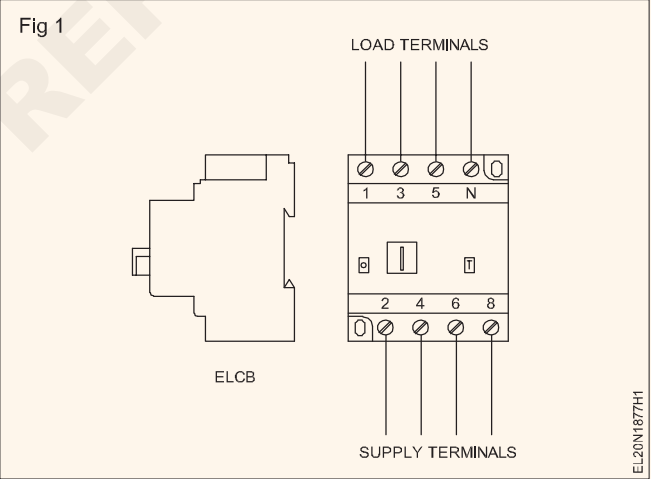 Fig 1
LOAD TERMINALS
1 3 5 N
T
2 4 6 8
ELCB
SUPPLY TERMINALS
EL20N1877H1